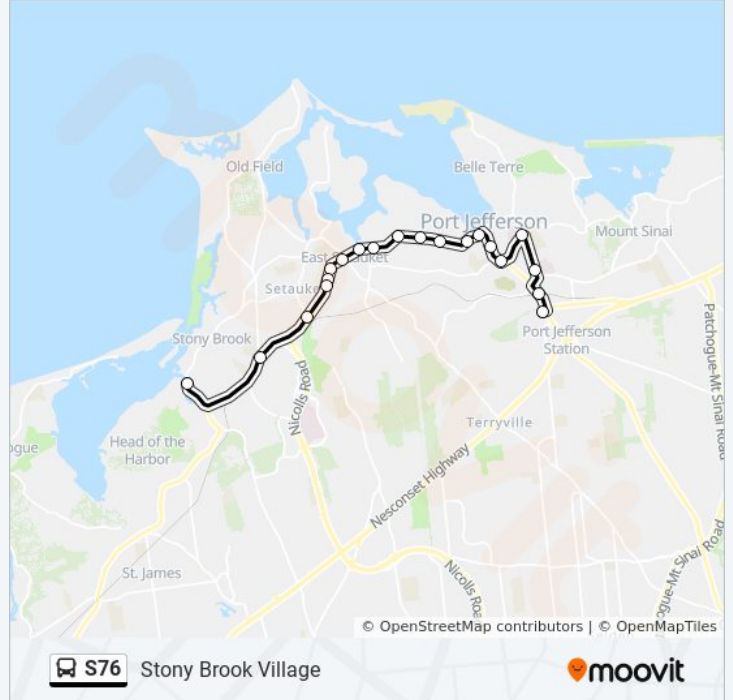 Old Field
Belle Terre
Port Jefferson
Mount Sinai
East Setauket
Setauket
Stony Brook
Port Jefferson
Station
Patchogue-Mt Sinai Road
Nicolls Road
Terryville
Head of the
Harbor
ogue
Nesconset Highway
St. James
Nicolls Roa
ogue-Mt Sinai Road
© OpenStreetMap contributors | © OpenMapTiles
S76 Stony Brook Village
moovit